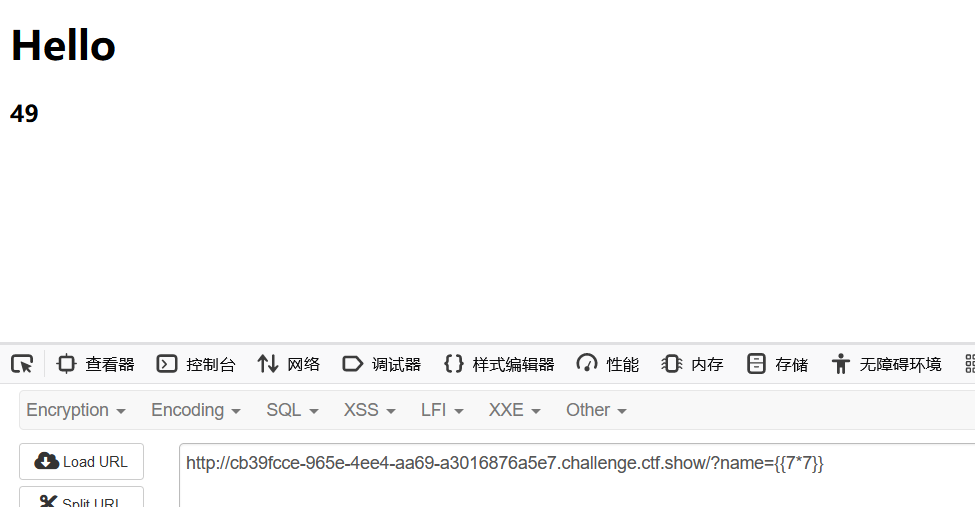 Hello
49
查看器 控制台 网络 调试器 样式编辑器 性能 内存 存储 无障碍环境
Encryption Encoding SQL XSS LFI XXE Other
Load URL http://cb39fcce-965e-4ee4-aa69-a3016876a5e7.challenge.ctf.show/?name={{7*7}}
Split URL